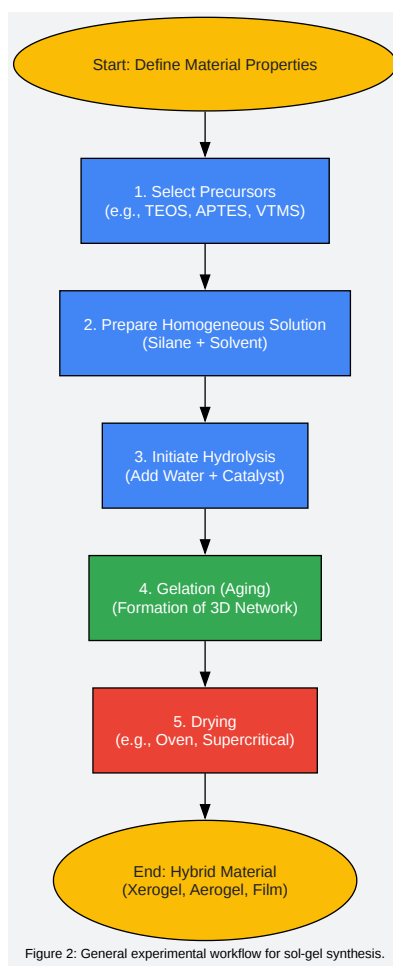 Start: Define Material Properties
1. Select Precursors
(e.g., TEOS, APTES, VTMS)
2. Prepare Homogeneous Solution
(Silane + Solvent)
3. Initiate Hydrolysis
(Add Water + Catalyst)
4. Gelation (Aging)
(Formation of 3D Network)
5. Drying
(e.g., Oven, Supercritical)
End: Hybrid Material
(Xerogel, Aerogel, Film)
Figure 2: General experimental workflow for sol-gel synthesis.